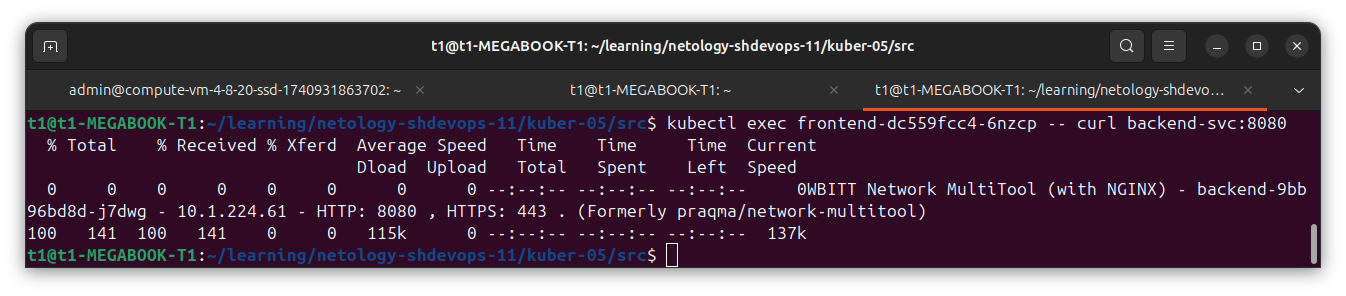 t1@t1-MEGABOOK-T1: ~/learning/netology-shdevops-11/kuber-05/src
admin@compute-vm-4-8-20-ssd-1740931863702: ~
t1@t1-MEGABOOK-T1: ~
t1@t1-MEGABOOK-T1: ~/learning/netology-shdevo...
t1@t1-MEGABOOK-T1:~/learning/netology-shdevops-11/kuber-05/src$ kubectl exec frontend-dc559fcc4-6nzcp -- curl backend-svc:8080
  % Total    % Received % Xferd  Average Speed   Time    Time     Time  Current
                                 Dload  Upload   Total   Spent    Left  Speed
  0     0    0     0    0     0      0      0 --:--:-- --:--:-- --:--:--     0WBITT Network MultiTool (with NGINX) - backend-9bb
96bd8d-j7dwg - 10.1.224.61 - HTTP: 8080 , HTTPS: 443 . (Formerly praqma/network-multitool)
100   141  100   141    0     0   115k      0 --:--:-- --:--:-- --:--:--  137k
t1@t1-MEGABOOK-T1:~/learning/netology-shdevops-11/kuber-05/src$